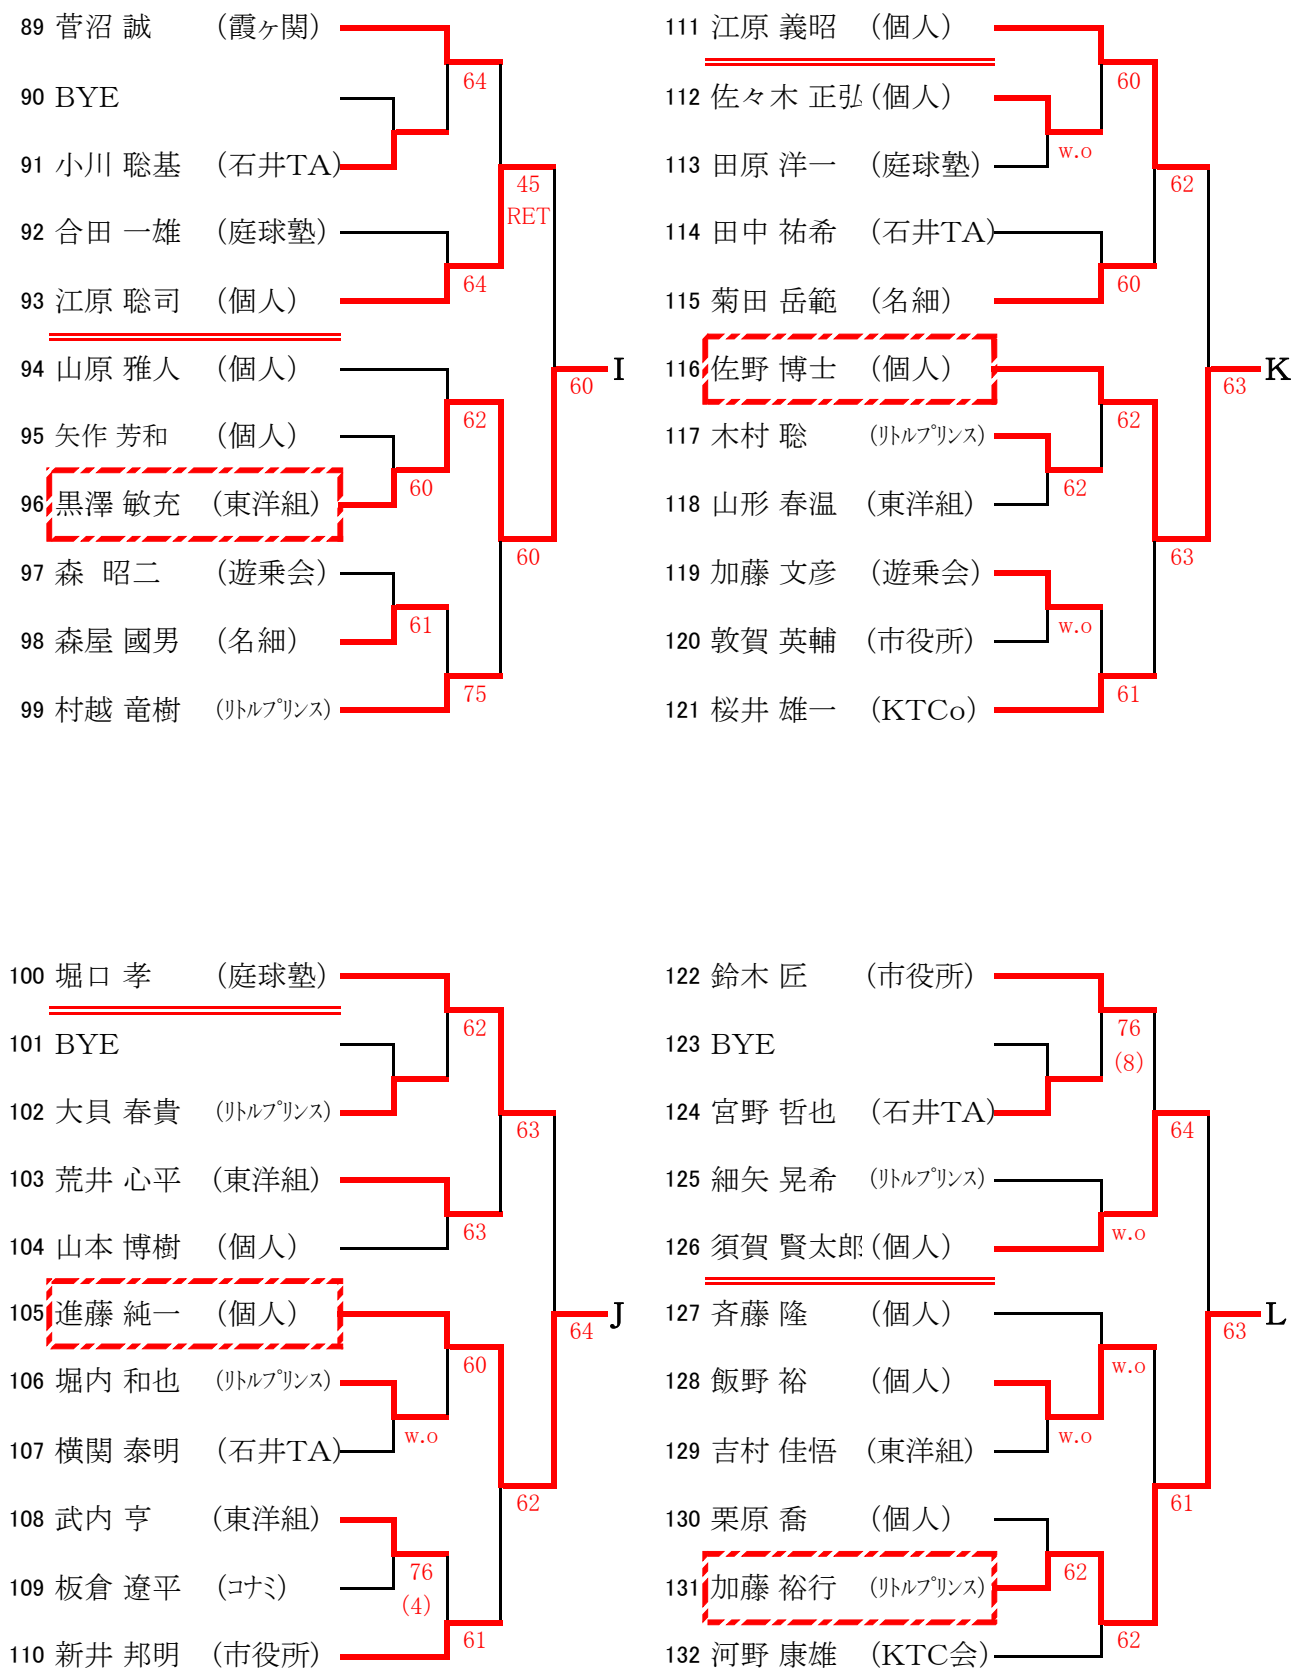 89 菅沼 誠 （霞ヶ関）
64
90 BYE
91 小川 聡基 （石井TA）
45
RET
92 合田 一雄 （庭球塾）
64
93 江原 聡司 （個人）
94 山原 雅人 （個人）
60 I
62
95 矢作 芳和 （個人）
60
96 黒澤 敏充 （東洋組）
60
97 森 昭二 （遊乗会）
61
98 森屋 國男 （名細）
75
99 村越 竜樹 （ﾘﾄﾙﾌﾟﾘﾝｽ）
111 江原 義昭 （個人）
60
112 佐々木 正弘（個人）
w.o
113 田原 洋一 （庭球塾）
62
114 田中 祐希 （石井TA）
60
115 菊田 岳範 （名細）
116 佐野 博士 （個人）
63 K
62
117 木村 聡 （ﾘﾄﾙﾌﾟﾘﾝｽ）
62
118 山形 春温 （東洋組）
63
119 加藤 文彦 （遊乗会）
w.o
120 敦賀 英輔 （市役所）
61
121 桜井 雄一 （KTCo）
100 堀口 孝 （庭球塾）
62
101 BYE
102 大貝 春貴 （ﾘﾄﾙﾌﾟﾘﾝｽ）
63
103 荒井 心平 （東洋組）
63
104 山本 博樹 （個人）
105 進藤 純一 （個人）
64 J
60
106 堀内 和也 （ﾘﾄﾙﾌﾟﾘﾝｽ）
w.o
107 横関 泰明 （石井TA）
62
108 武内 亨 （東洋組）
76
(4)
109 板倉 遼平 （ｺﾅﾐ）
61
110 新井 邦明 （市役所）
122 鈴木 匠 （市役所）
76
(8)
123 BYE
124 宮野 哲也 （石井TA）
64
125 細矢 晃希 （ﾘﾄﾙﾌﾟﾘﾝｽ）
w.o
126 須賀 賢太郎（個人）
127 斉藤 隆 （個人）
63 L
w.o
128 飯野 裕 （個人）
w.o
129 吉村 佳悟 （東洋組）
61
130 栗原 喬 （個人）
62
131 加藤 裕行 （ﾘﾄﾙﾌﾟﾘﾝｽ）
62
132 河野 康雄 （KTC会）